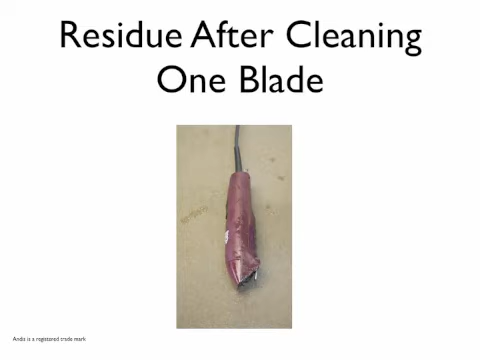 Residue After Cleaning
One Blade
Andis is a registered trade mark